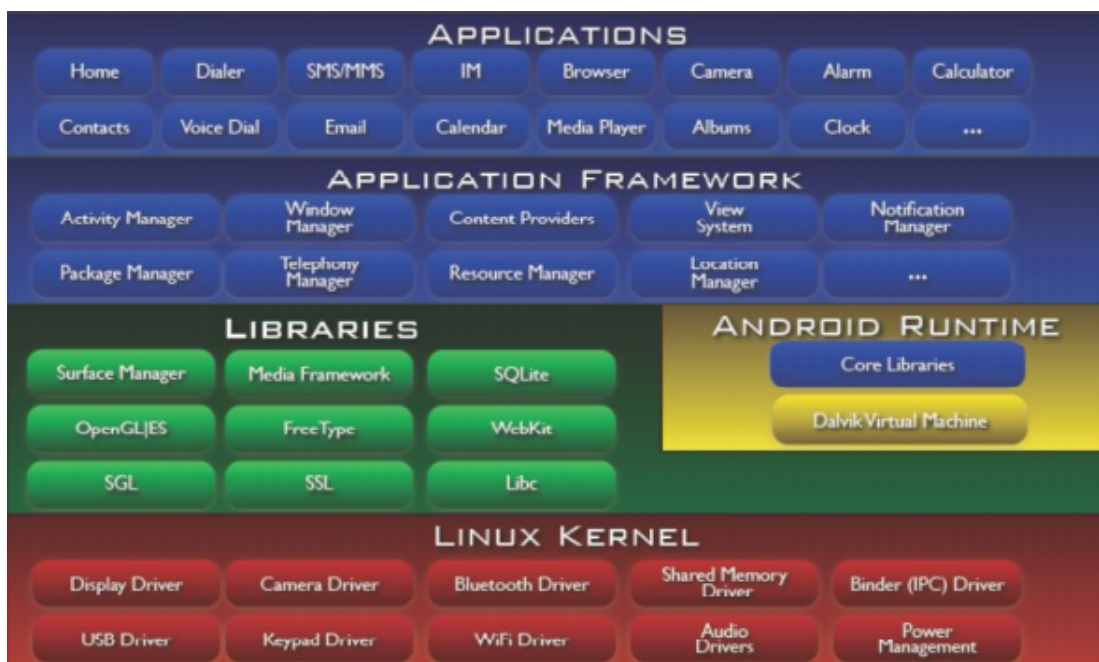 APPLICATIONS
Home Dialer SMS/MMS IM Browser Camera Alarm Calculator
Contacts Voice Dial Email Calendar Media Player Albums Clock ...
APPLICATION FRAMEWORK
Activity Manager Window Manager Content Providers View System Notification Manager
Package Manager Telephony Manager Resource Manager Location Manager ...
LIBRARIES
Surface Manager Media Framework SQLite
OpenGL|ES FreeType WebKit
SGL SSL Libc
ANDROID RUNTIME
Core Libraries
Dalvik Virtual Machine
LINUX KERNEL
Display Driver Camera Driver Bluetooth Driver Shared Memory Driver Binder (IPC) Driver
USB Driver Keypad Driver WiFi Driver Audio Drivers Power Management